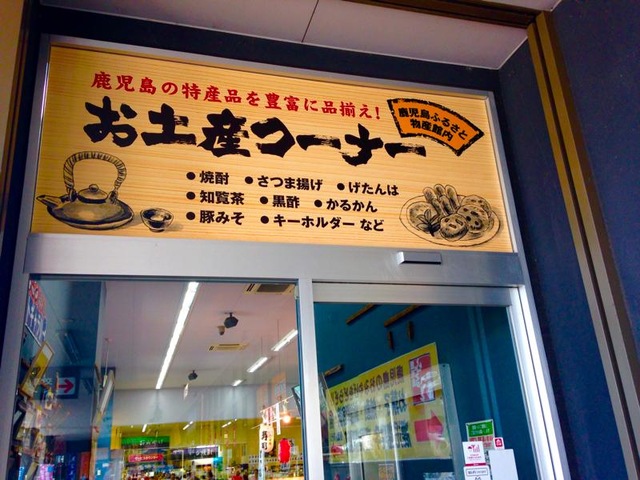 鹿児島の特産品を豊富に品揃え!
お土産コーナー
鹿児島ふるさと
物産館内
●焼酎 ●さつま揚げ ●げたんは
●知覧茶 ●黒酢 ●かるかん
●豚みそ ●キーホルダー など